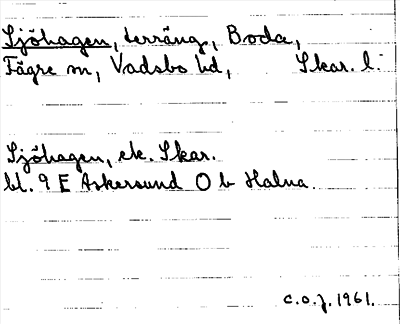 Sjöhagen, terräng, Boda,
Fägre sn, Vadsbo hd, Skar. l:
Sjöhagen, ek. Skar.
bl. 9 E Askersund O b Halna.
C.O.J. 1961.